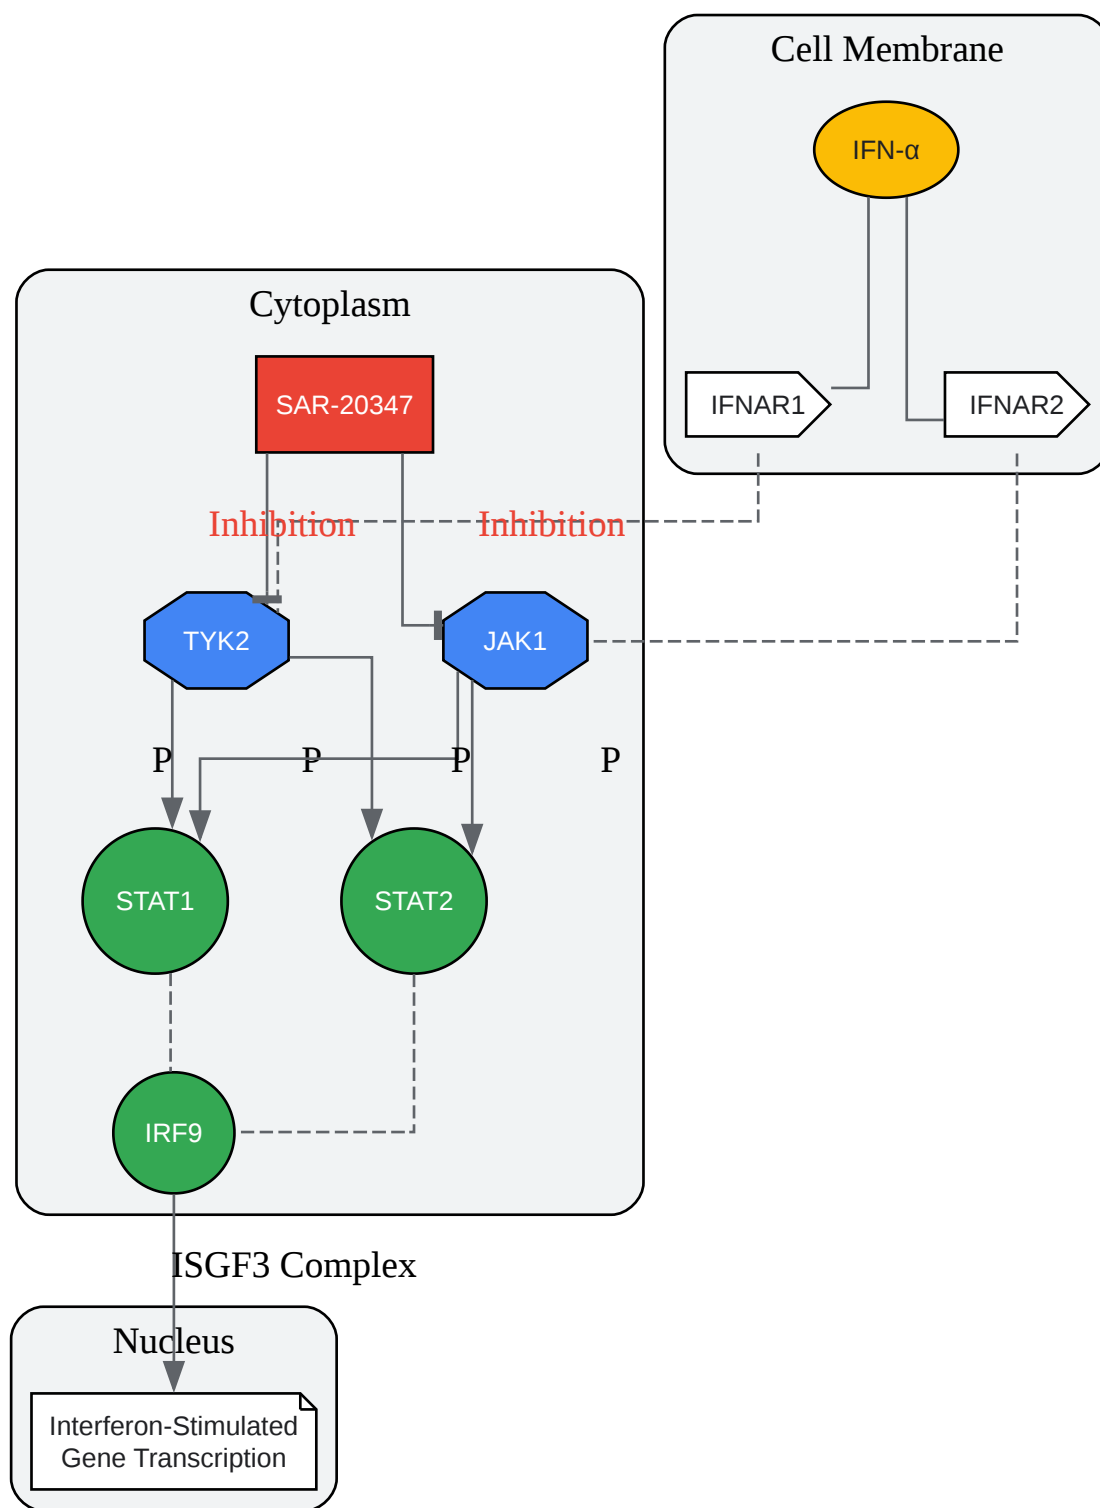 Cell Membrane
IFN-α
IFNAR1
IFNAR2
Cytoplasm
SAR-20347
Inhibition
Inhibition
TYK2
JAK1
P
P
P
P
STAT1
STAT2
IRF9
ISGF3 Complex
Nucleus
Interferon-Stimulated
Gene Transcription